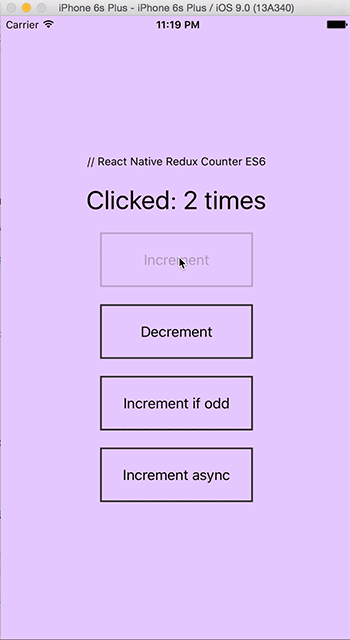 iPhone 6s Plus - iPhone 6s Plus / iOS 9.0 (13A340)
Carrier 11:19 PM
// React Native Redux Counter ES6
Clicked: 2 times
Increment
Decrement
Increment if odd
Increment async